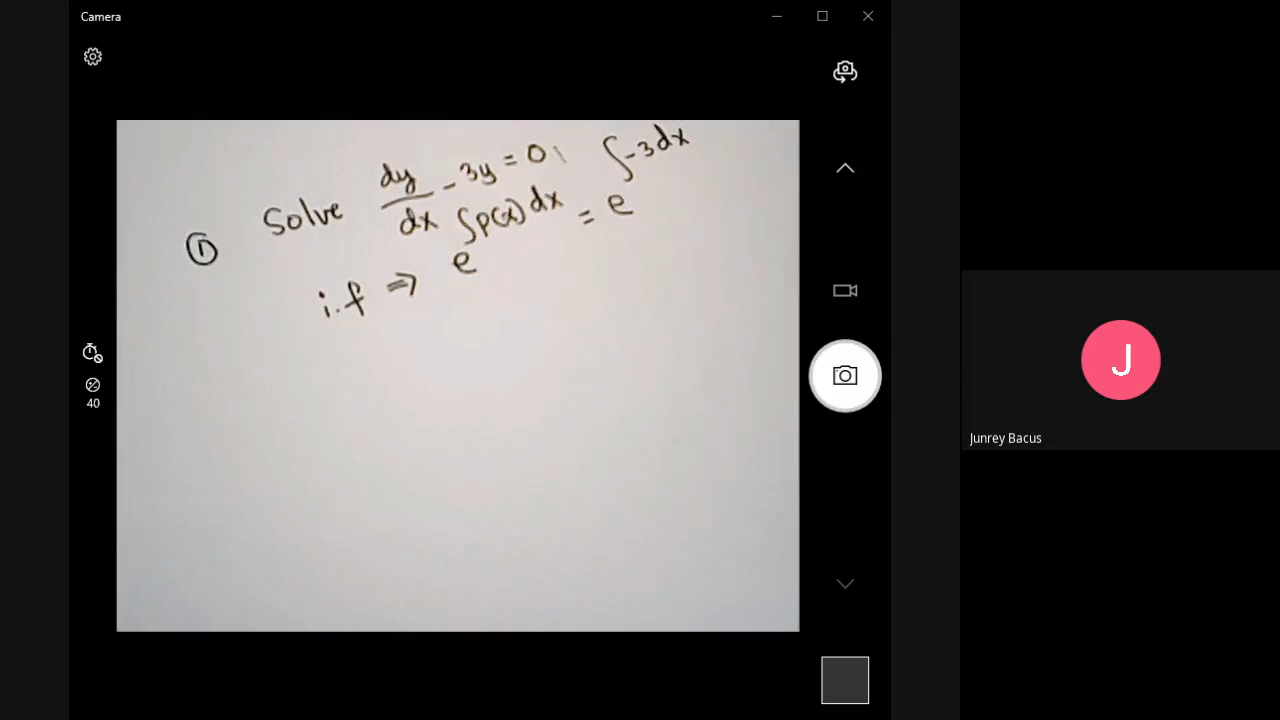 Camera
① Solve dy/dx - 3y = 0,
i.f ⇒ e^∫p(x)dx = e^∫-3dx
40
J
Junrey Bacus